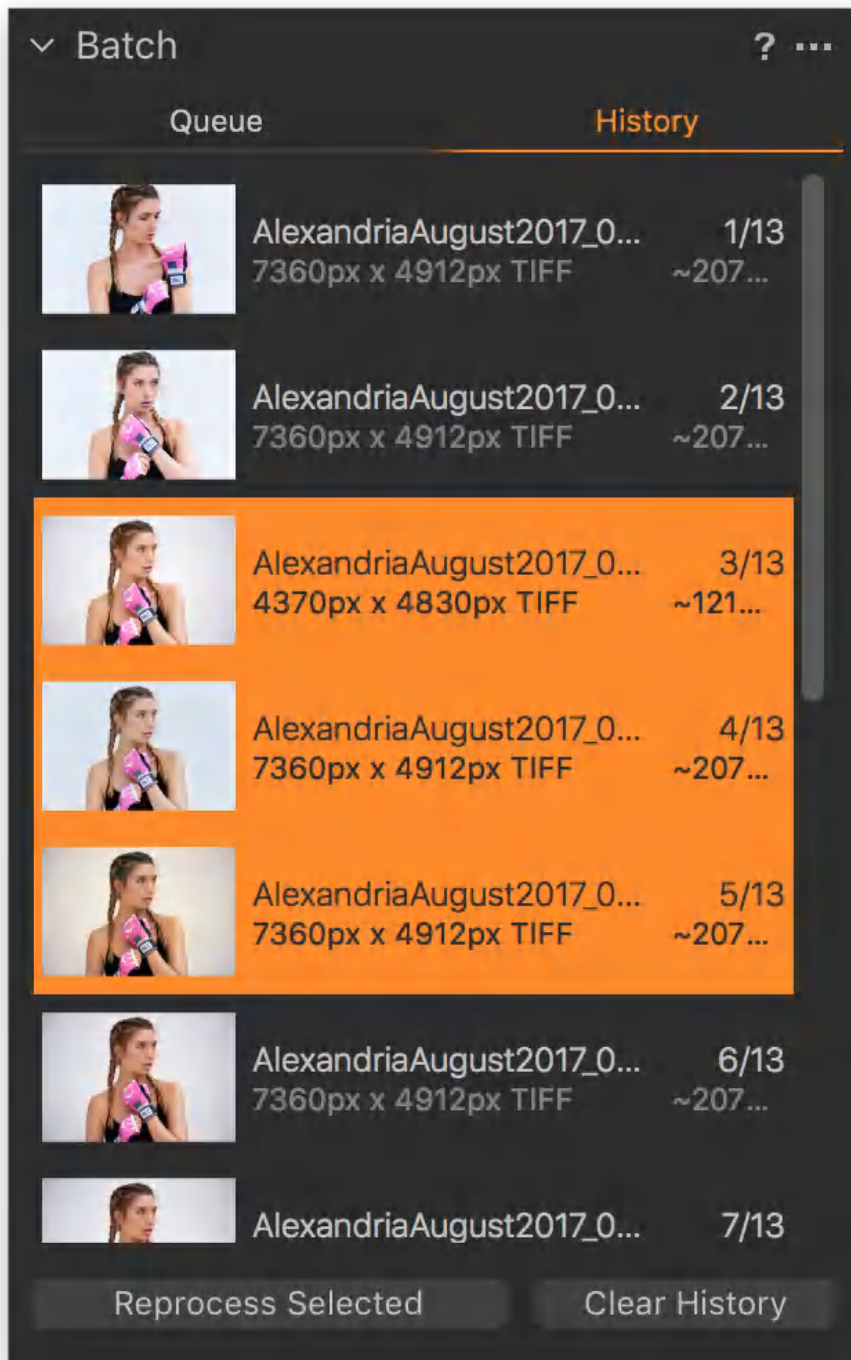 Batch ? ...
Queue History
AlexandriaAugust2017_0... 1/13
7360px x 4912px TIFF ~207...
AlexandriaAugust2017_0... 2/13
7360px x 4912px TIFF ~207...
AlexandriaAugust2017_0... 3/13
4370px x 4830px TIFF ~121...
AlexandriaAugust2017_0... 4/13
7360px x 4912px TIFF ~207...
AlexandriaAugust2017_0... 5/13
7360px x 4912px TIFF ~207...
AlexandriaAugust2017_0... 6/13
7360px x 4912px TIFF ~207...
AlexandriaAugust2017_0... 7/13
Reprocess Selected Clear History